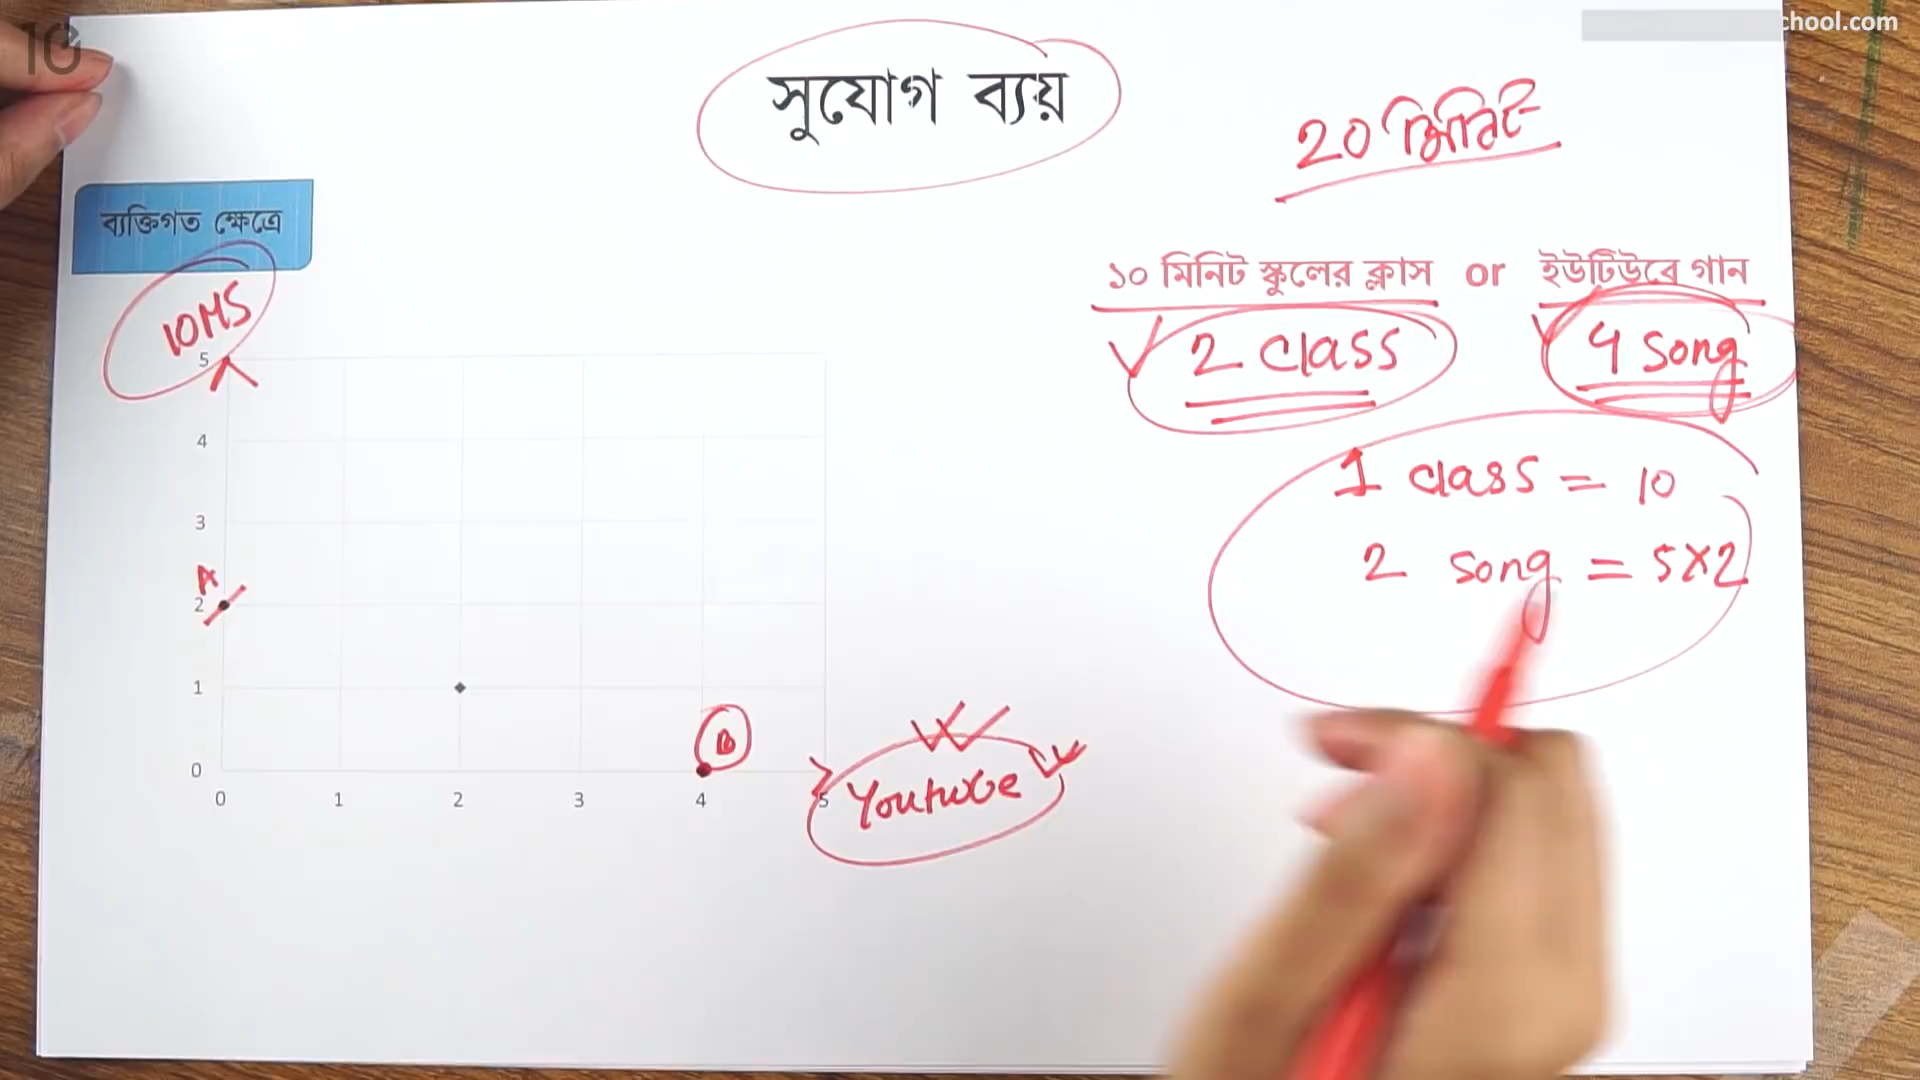 10
chool.com
সুযোগ ব্যয়
20 মিনিট
ব্যক্তিগত ক্ষেত্রে
10MS
১০ মিনিট স্কুলের ক্লাস or ইউটিউবে গান
2 class 4 song
1 class = 10
2 song = 5x2
5
4
3
A
2
1
B
0
0 1 2 3 4 5
Youtube